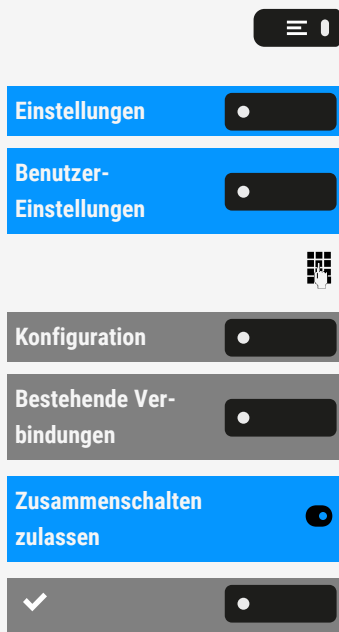 Einstellungen
Benutzer-
Einstellungen
Konfiguration
Bestehende Ver-
bindungen
Zusammenschalten
zulassen